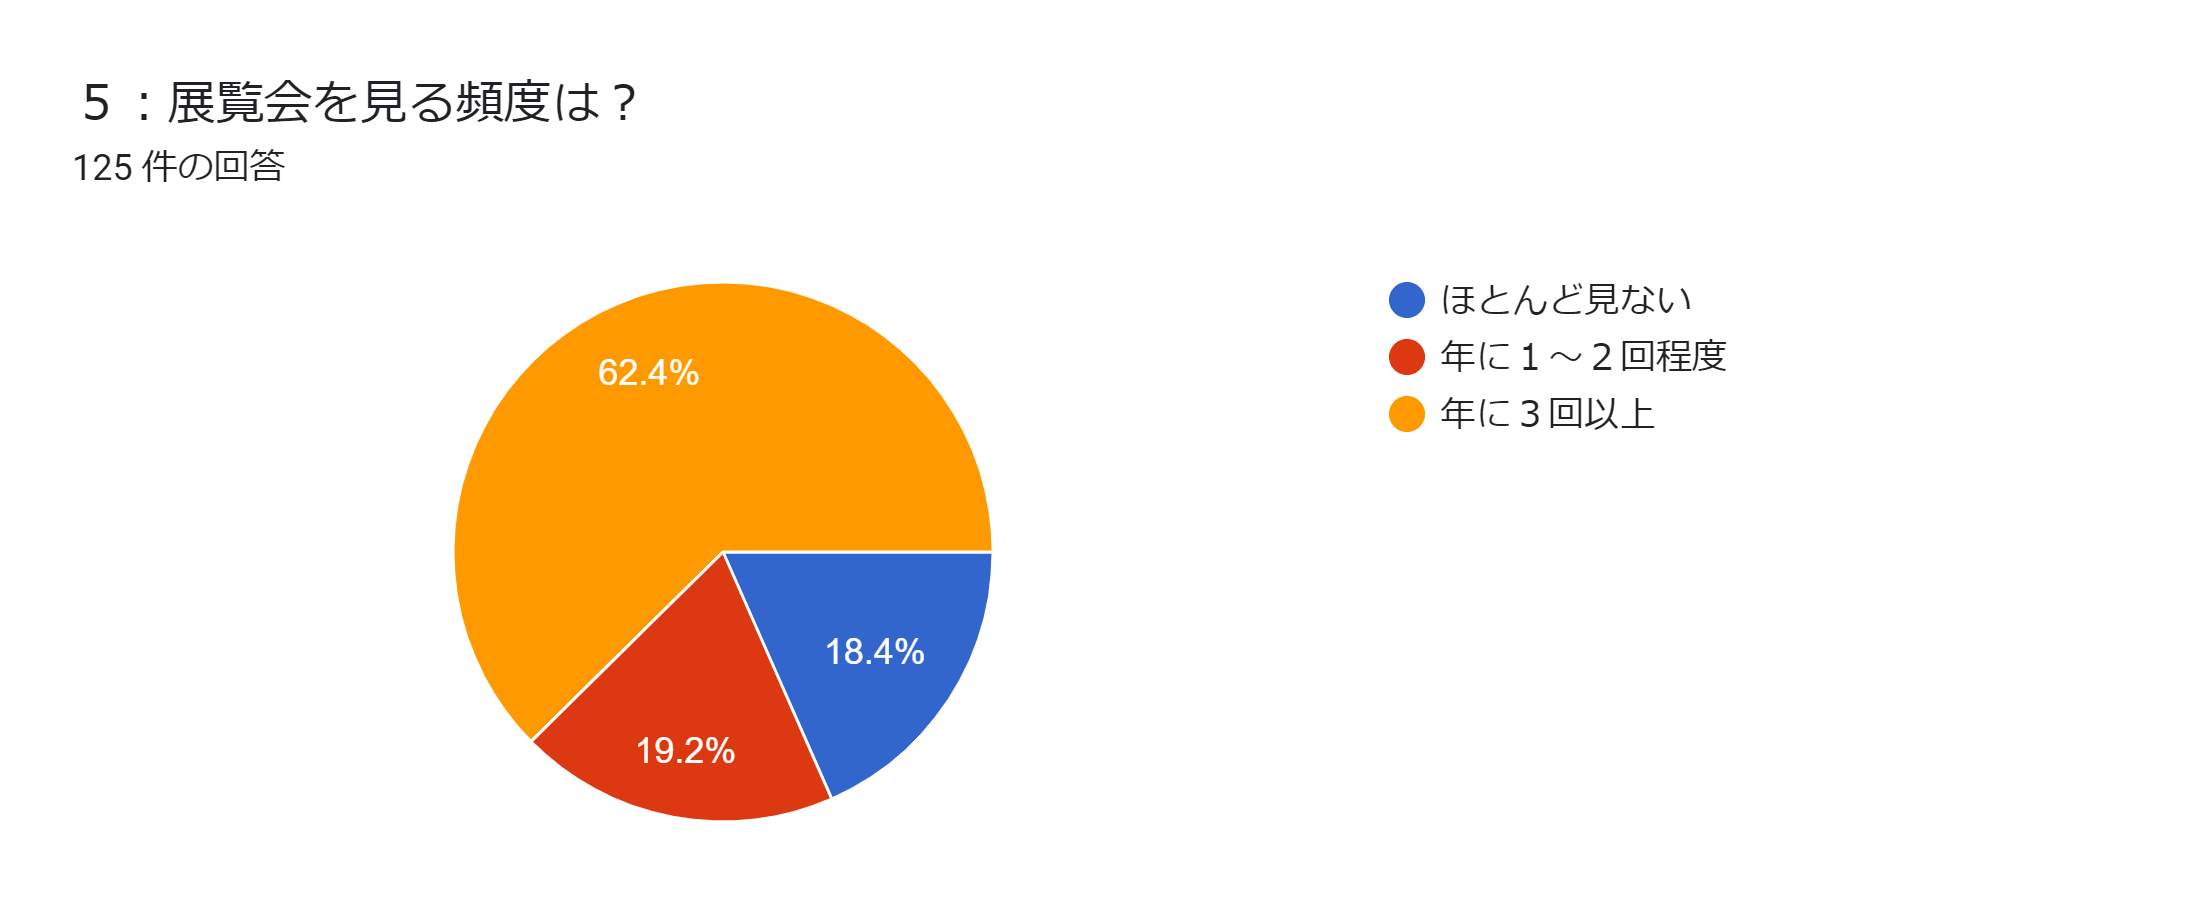 ５：展覧会を見る頻度は？
125 件の回答
62.4%
18.4%
19.2%
ほとんど見ない
年に１～２回程度
年に３回以上